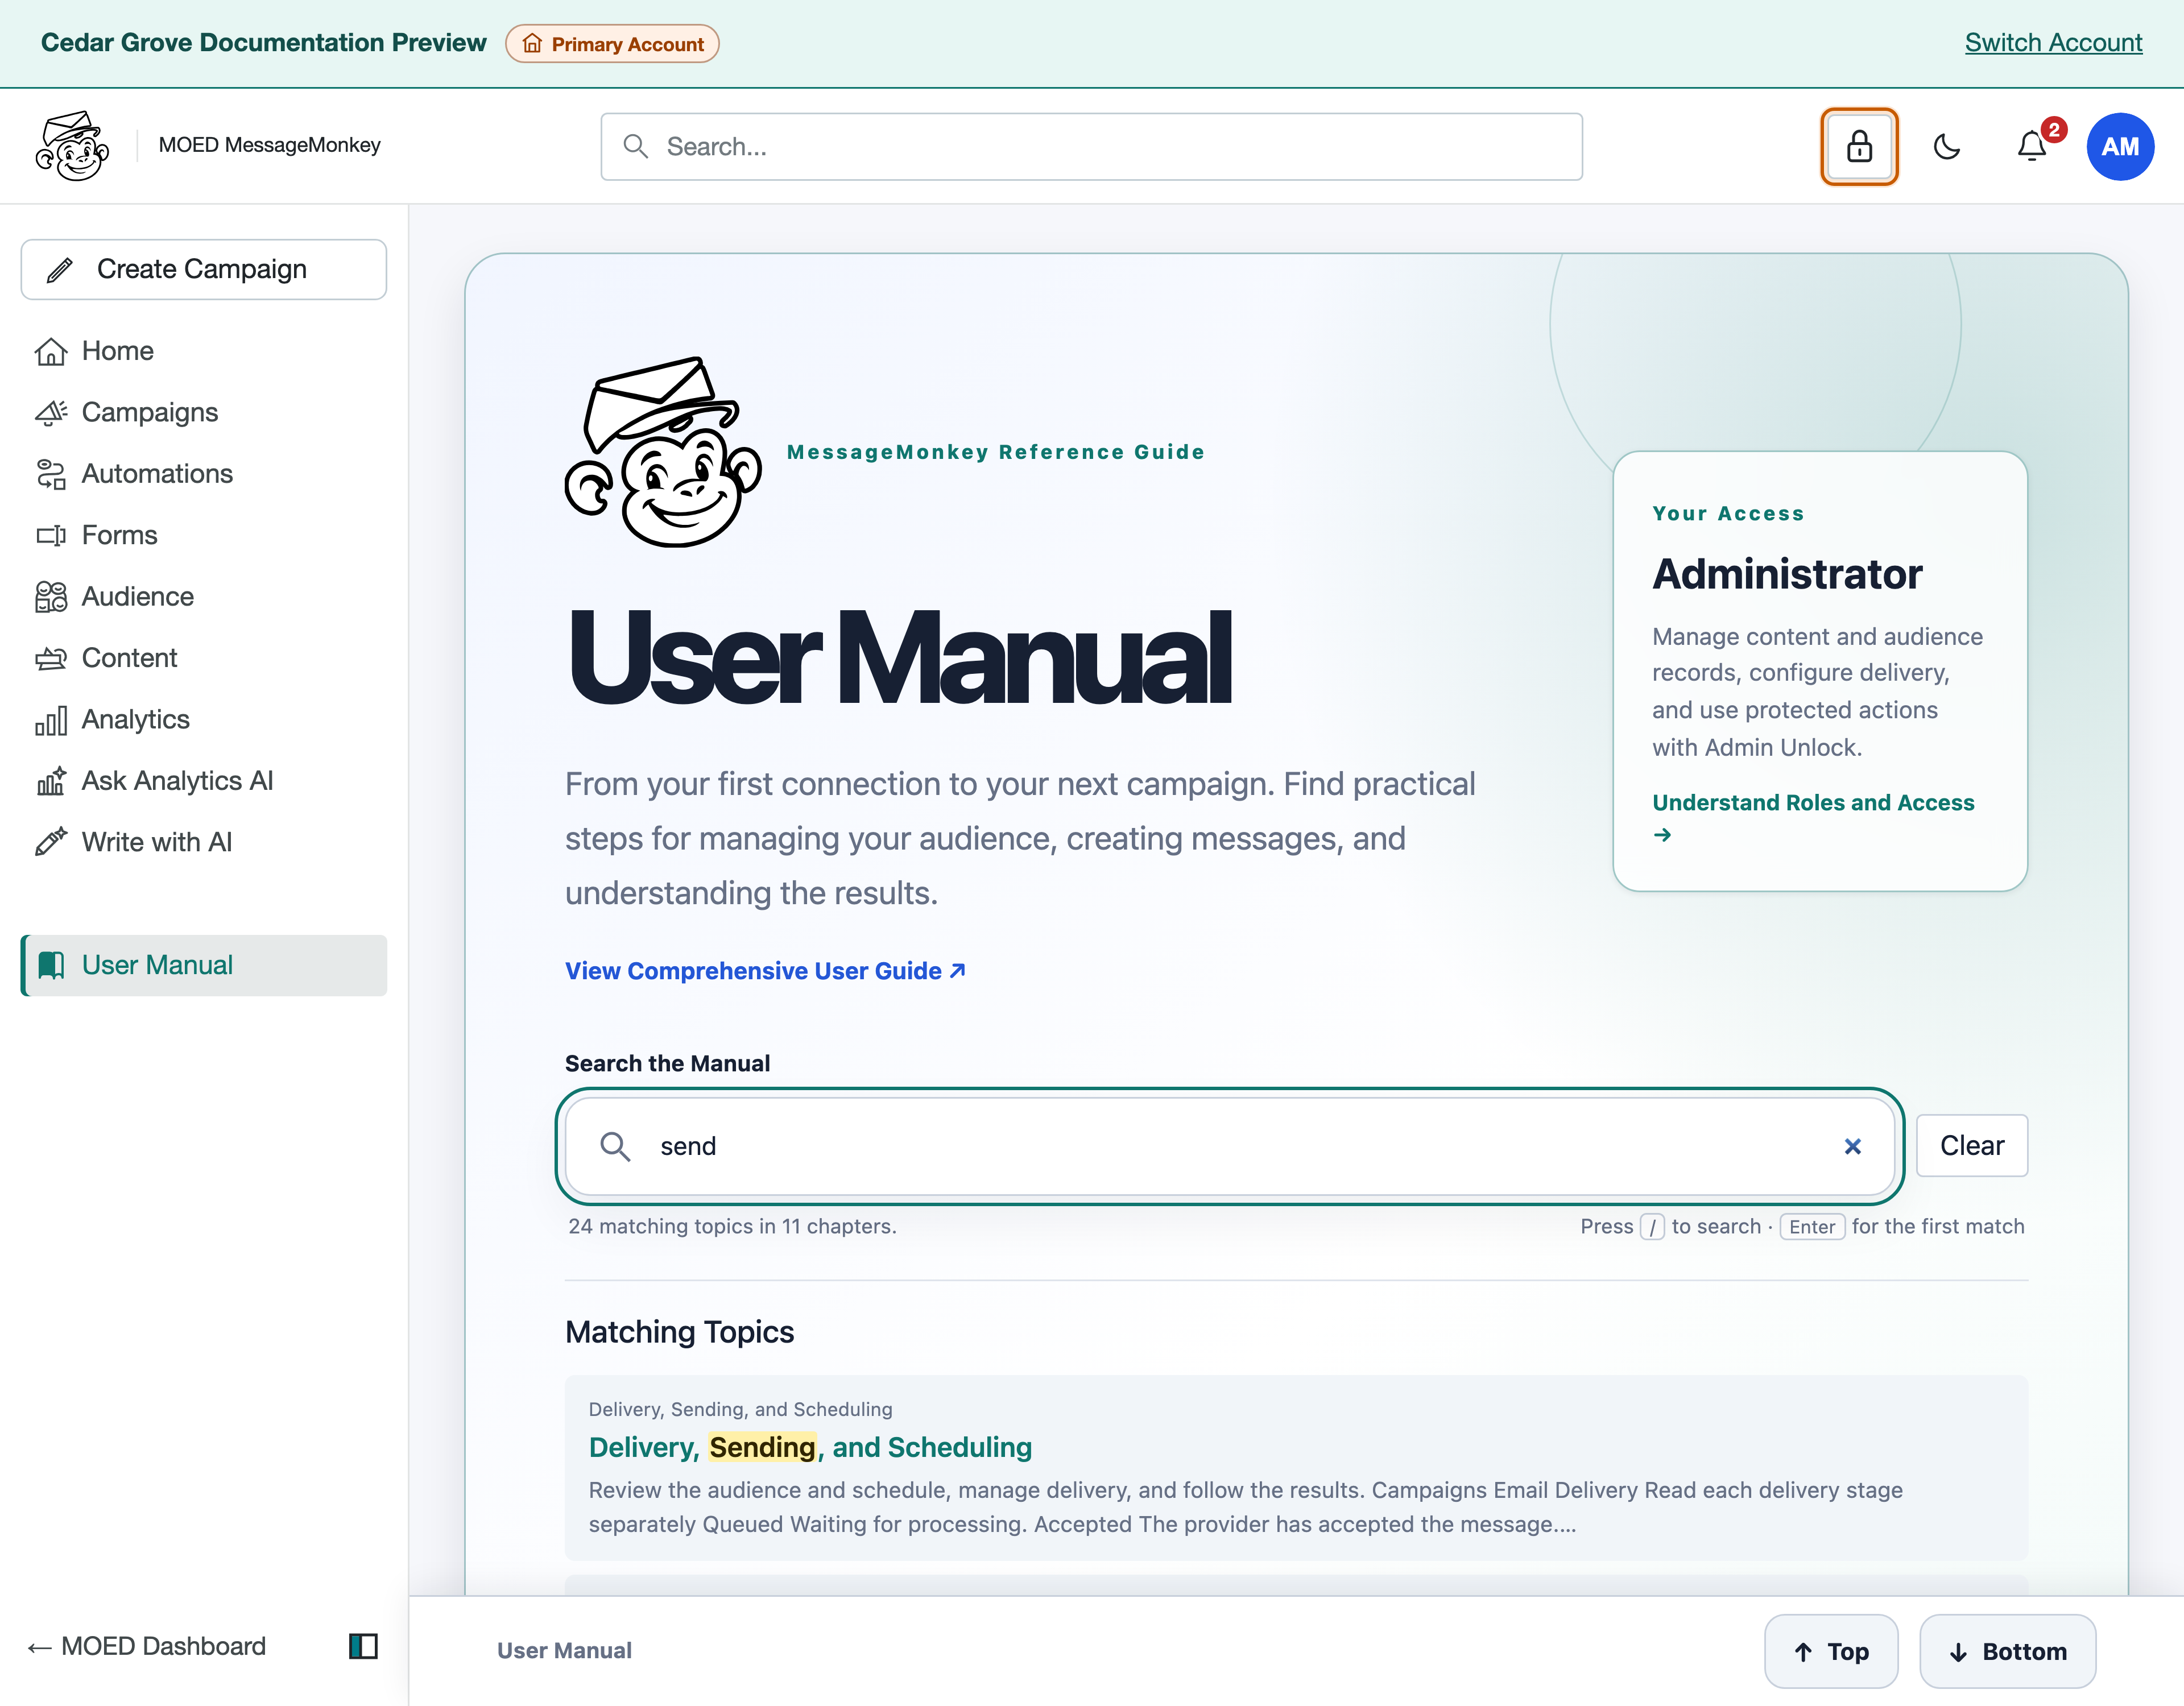 Cedar Grove Documentation Preview
Primary Account
Switch Account
MOED MessageMonkey
Search...
2
AM
Create Campaign
Home
Campaigns
Automations
Forms
Audience
Content
Analytics
Ask Analytics AI
Write with AI
User Manual
← MOED Dashboard
MessageMonkey Reference Guide
User Manual
From your first connection to your next campaign. Find practical
steps for managing your audience, creating messages, and
understanding the results.
View Comprehensive User Guide ↗
Your Access
Administrator
Manage content and audience
records, configure delivery,
and use protected actions
with Admin Unlock.
Understand Roles and Access
→
Search the Manual
send
Clear
24 matching topics in 11 chapters.
Press / to search · Enter for the first match
Matching Topics
Delivery, Sending, and Scheduling
Delivery, Sending, and Scheduling
Review the audience and schedule, manage delivery, and follow the results. Campaigns Email Delivery Read each delivery stage
separately Queued Waiting for processing. Accepted The provider has accepted the message....
User Manual
↑ Top
↓ Bottom